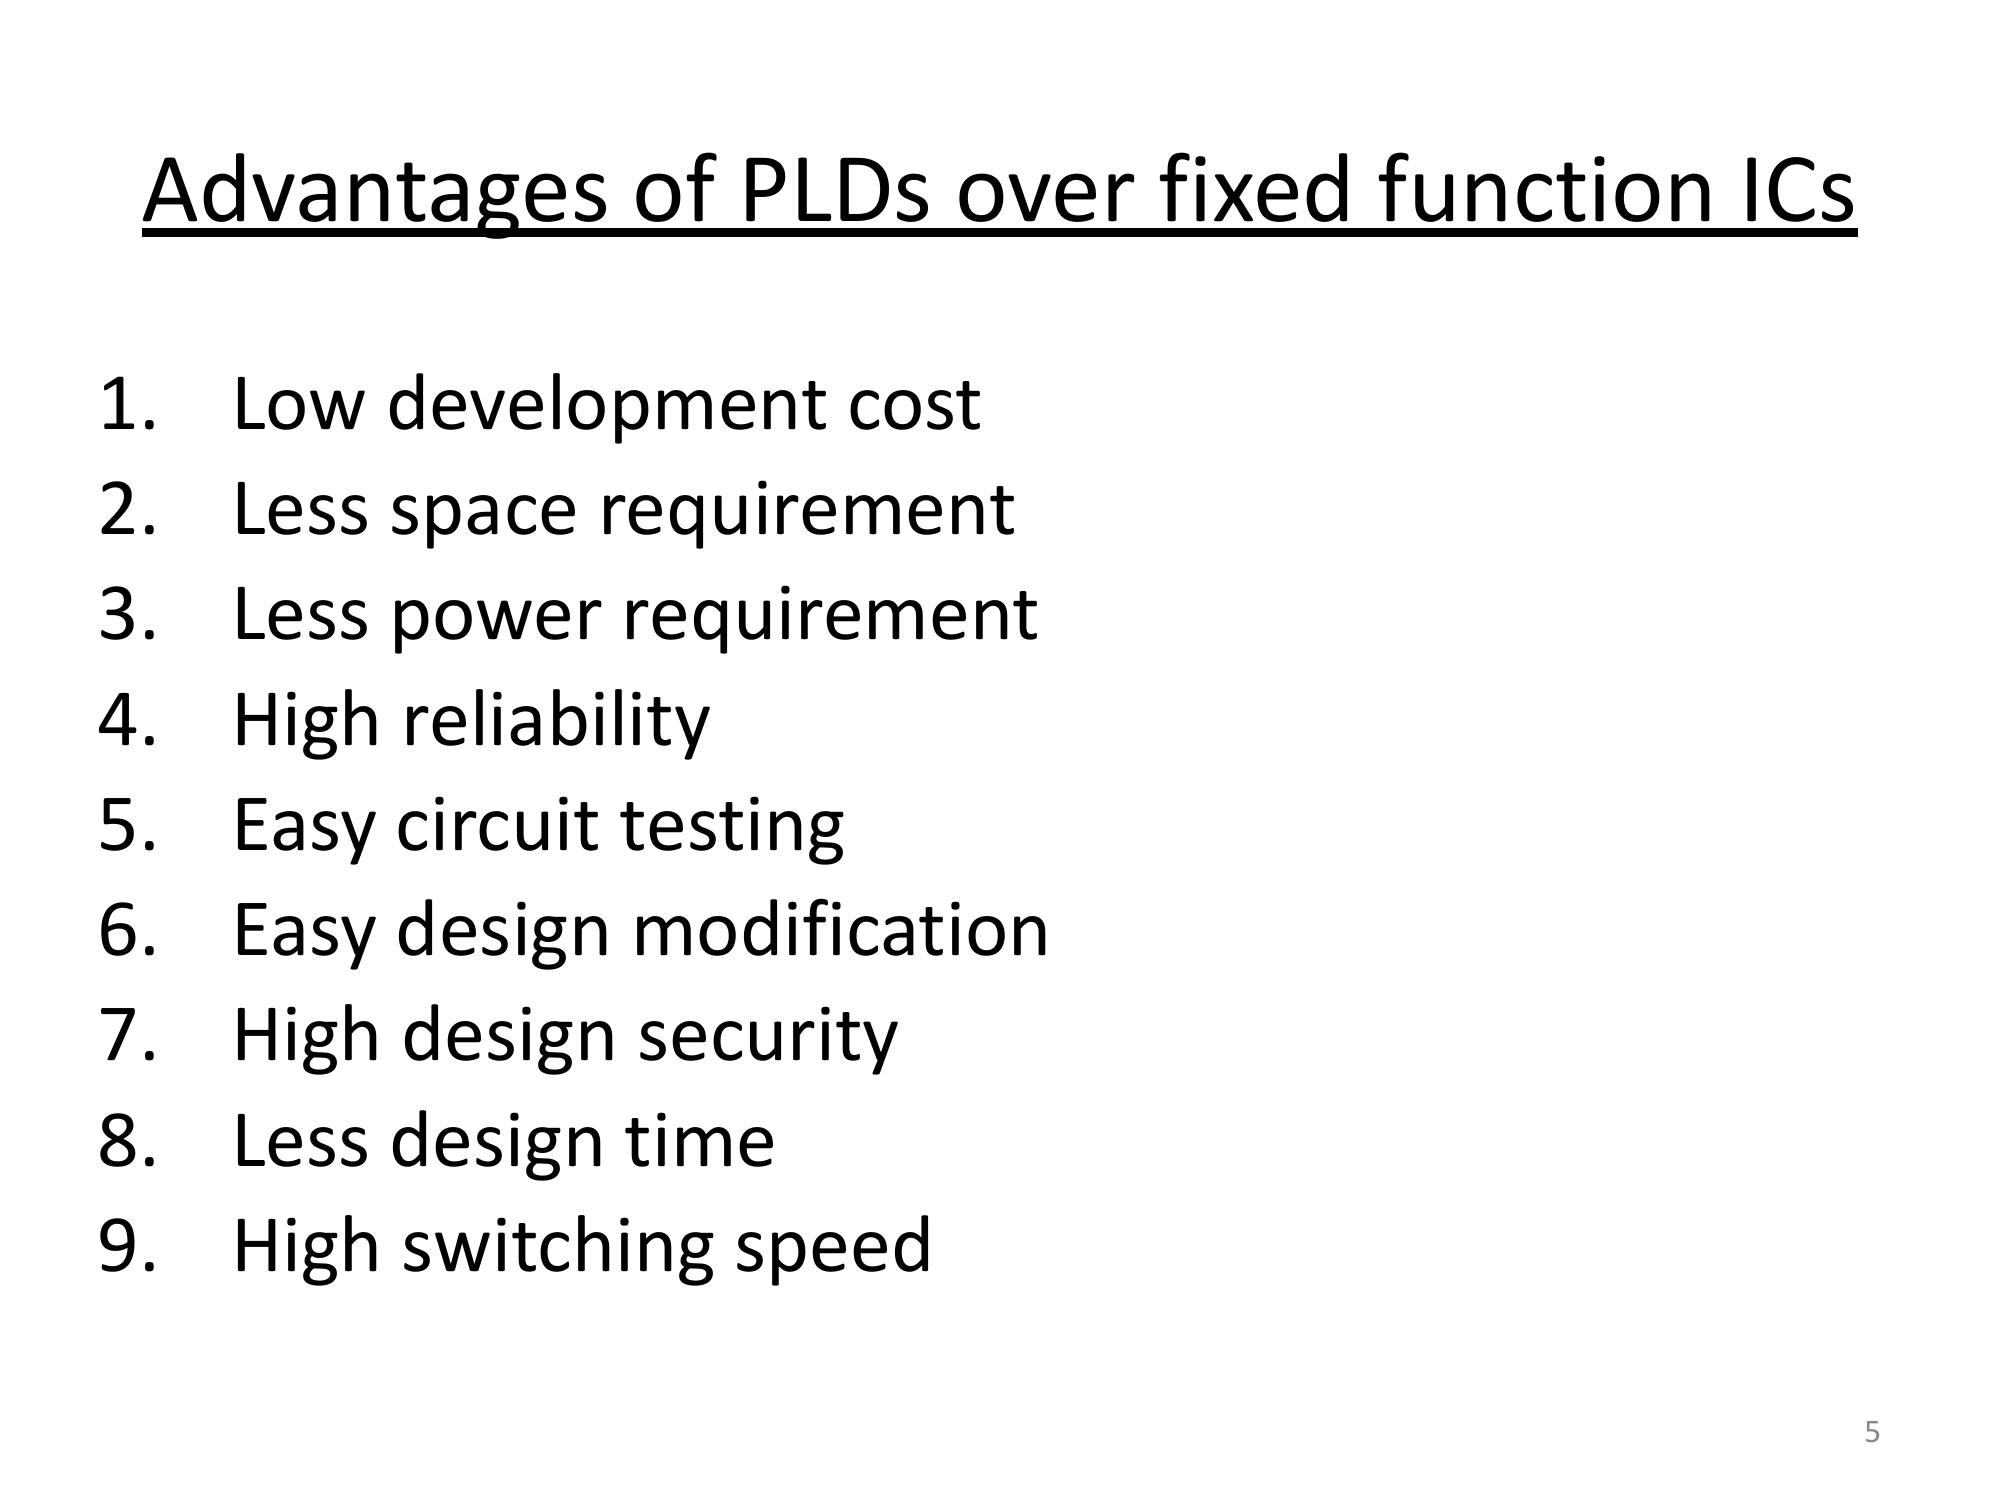 Advantages of PLDs over fixed function ICs
1. Low development cost
2. Less space requirement
3. Less power requirement
4. High reliability
5. Easy circuit testing
6. Easy design modification
7. High design security
8. Less design time
9. High switching speed
5